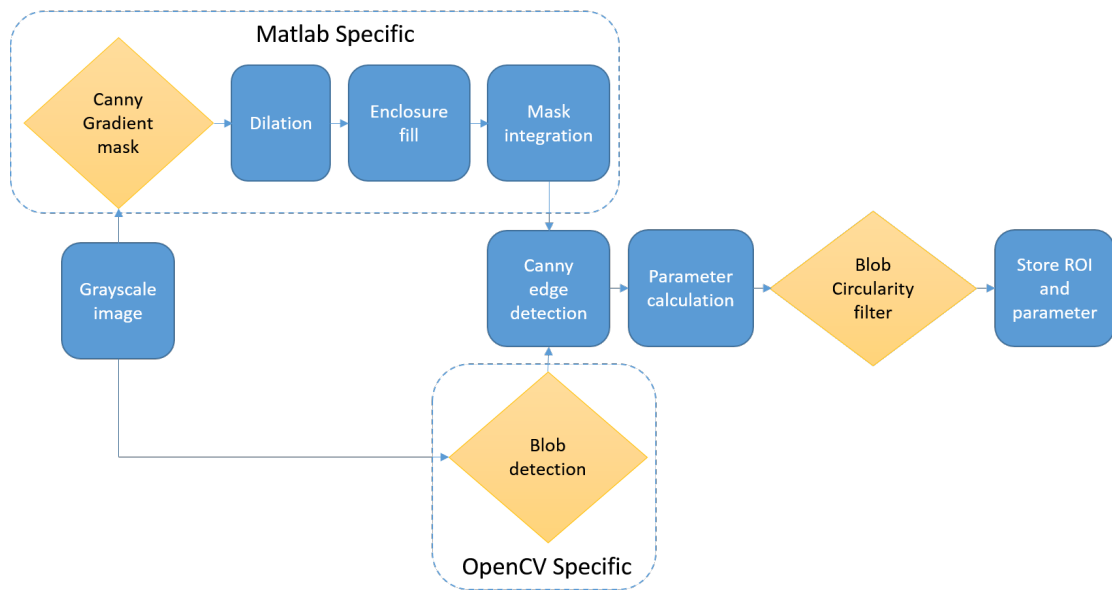 Matlab Specific
Canny
Gradient
mask
Dilation
Enclosure
fill
Mask
integration
Grayscale
image
Canny
edge
detection
Parameter
calculation
Blob
Circularity
filter
Store ROI
and
parameter
Blob
detection
OpenCV Specific